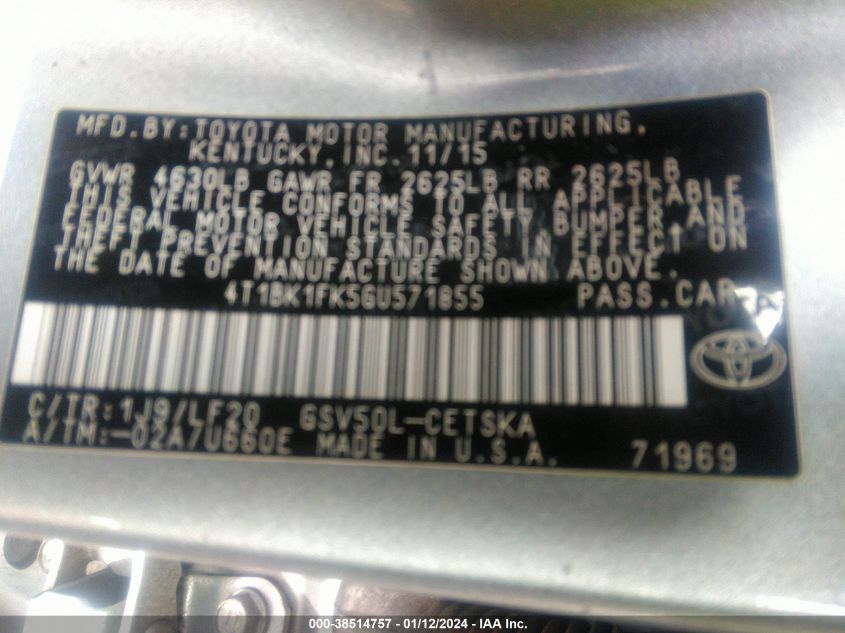 MFD.BY:TOYOTA MOTOR MANUFACTURING,
KENTUCKY,INC.11/15
GVWR 4630LB GAWR FR 2625LB RR 2625LB
THIS VEHICLE CONFORMS TO ALL APPLICABLE
FEDERAL MOTOR VEHICLE SAFETY, BUMPER AND
THEFT PREVENTION STANDARDS IN EFFECT ON
THE DATE OF MANUFACTURE SHOWN ABOVE.
4T1BK1FK5GU571855 PASS.CAR
C/TR:1J9/LF20 GSV50L-CETSKA
A/TM:-02A/U660E MADE IN U.S.A. 71969
000-38514757 - 01/12/2024 - IAA Inc.